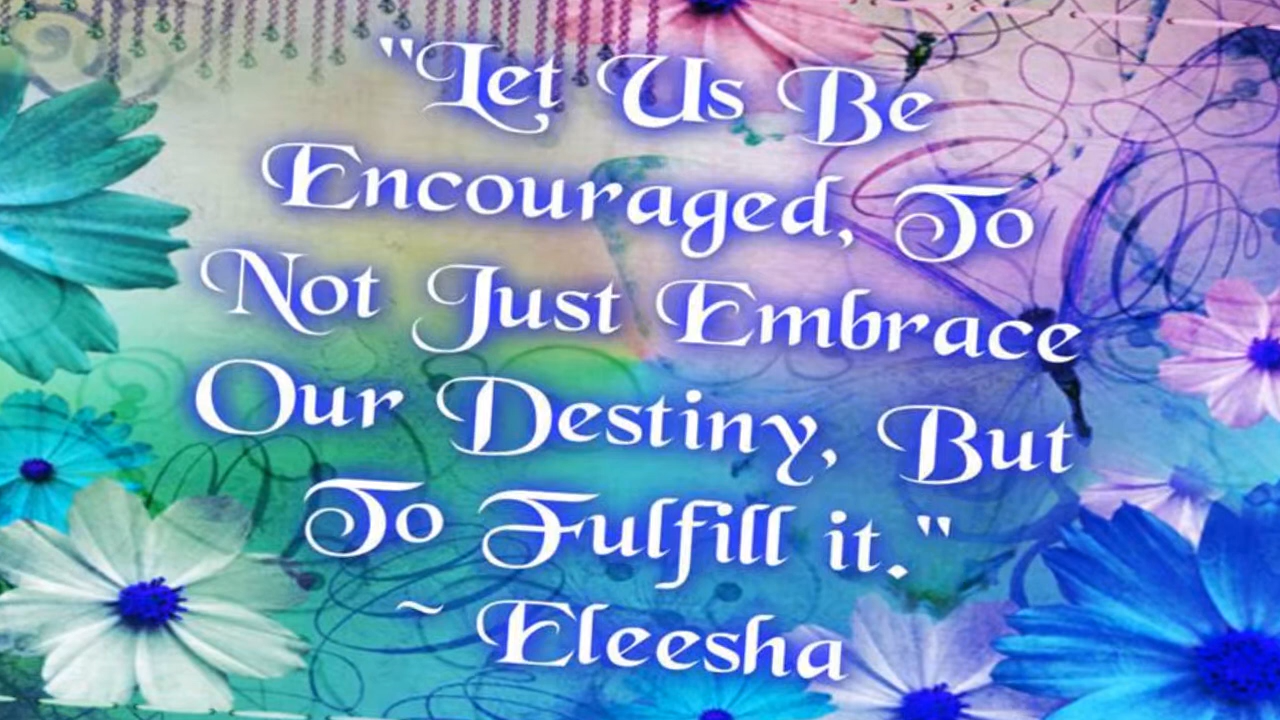 "Let Us Be
Encouraged, To
Not Just Embrace
Our Destiny, But
To Fulfill it."
~ Eleesha